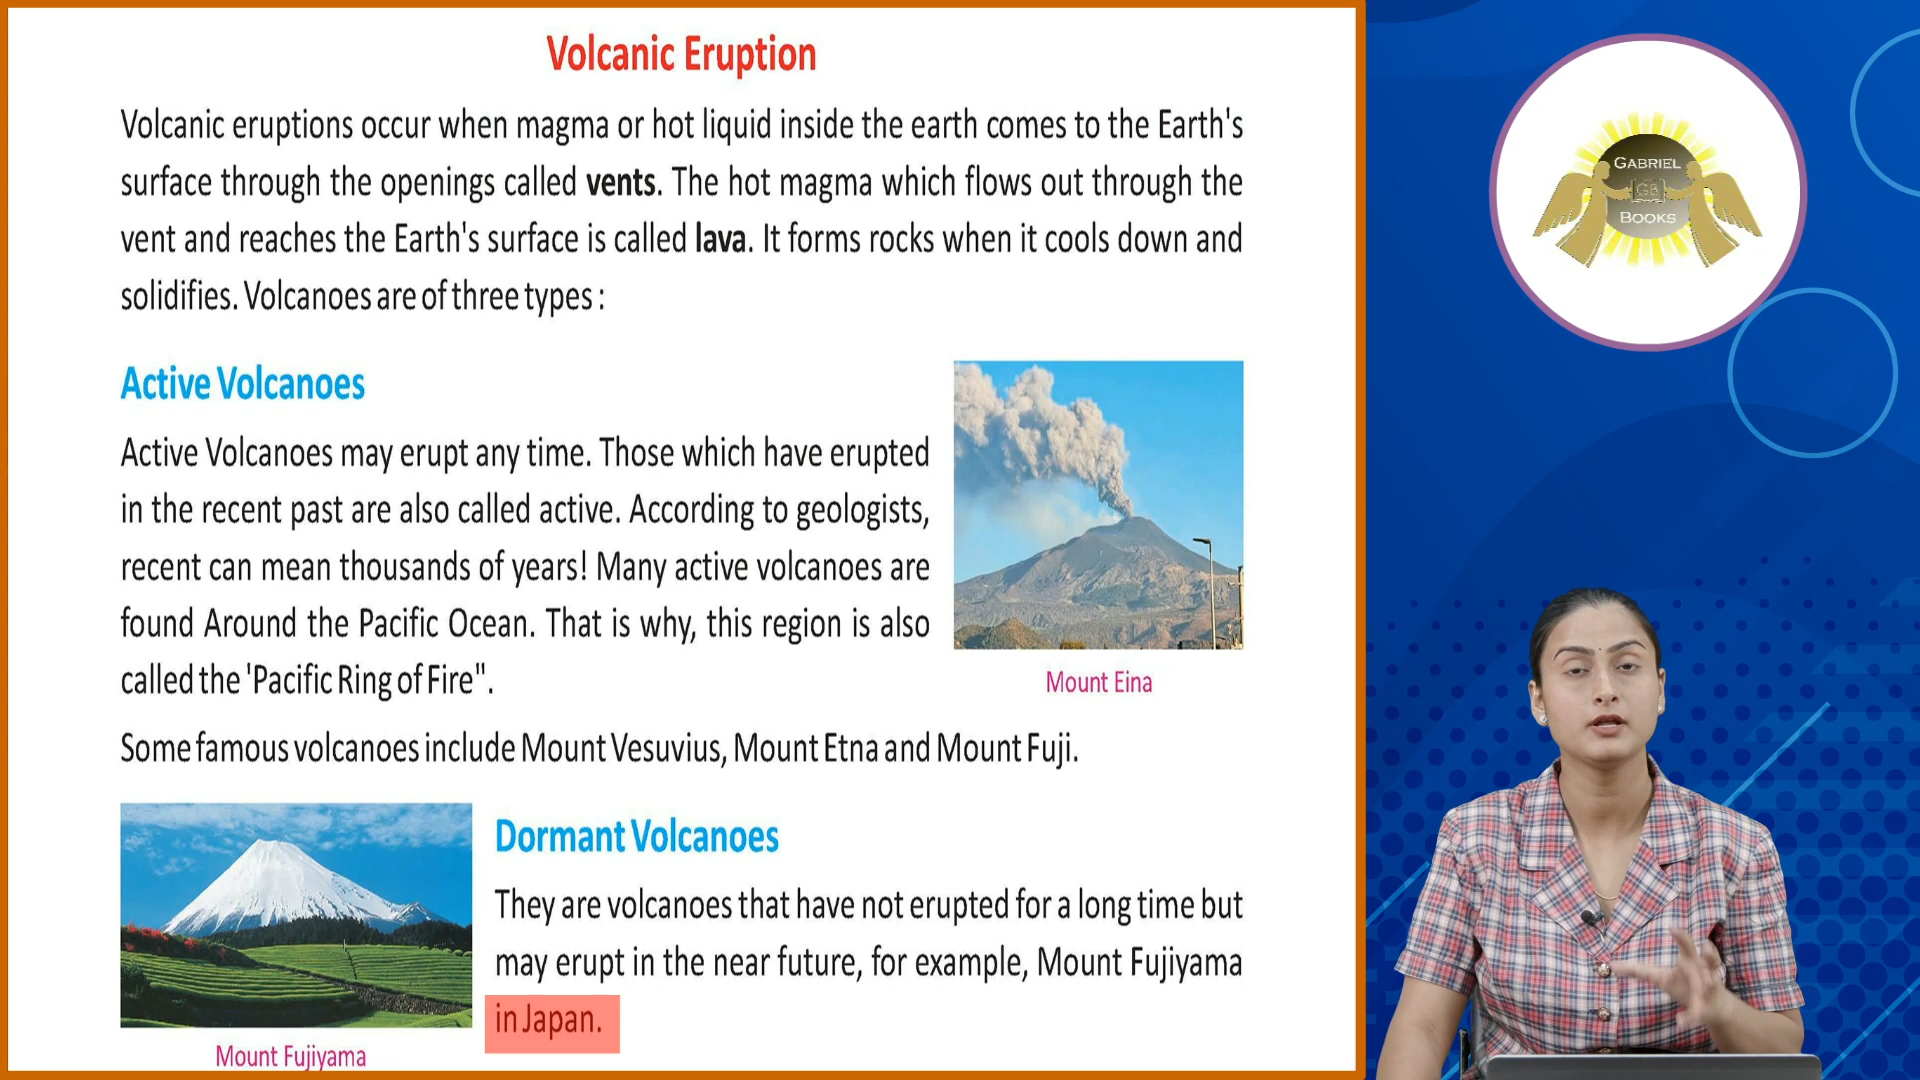 Volcanic Eruption
Volcanic eruptions occur when magma or hot liquid inside the earth comes to the Earth's
surface through the openings called vents. The hot magma which flows out through the
vent and reaches the Earth's surface is called lava. It forms rocks when it cools down and
solidifies. Volcanoes are of three types :
Active Volcanoes
Active Volcanoes may erupt any time. Those which have erupted
in the recent past are also called active. According to geologists,
recent can mean thousands of years! Many active volcanoes are
found Around the Pacific Ocean. That is why, this region is also
called the 'Pacific Ring of Fire".
Mount Eina
Some famous volcanoes include Mount Vesuvius, Mount Etna and Mount Fuji.
Dormant Volcanoes
They are volcanoes that have not erupted for a long time but
may erupt in the near future, for example, Mount Fujiyama
in Japan.
Mount Fujiyama
GABRIEL
GB
BOOKS